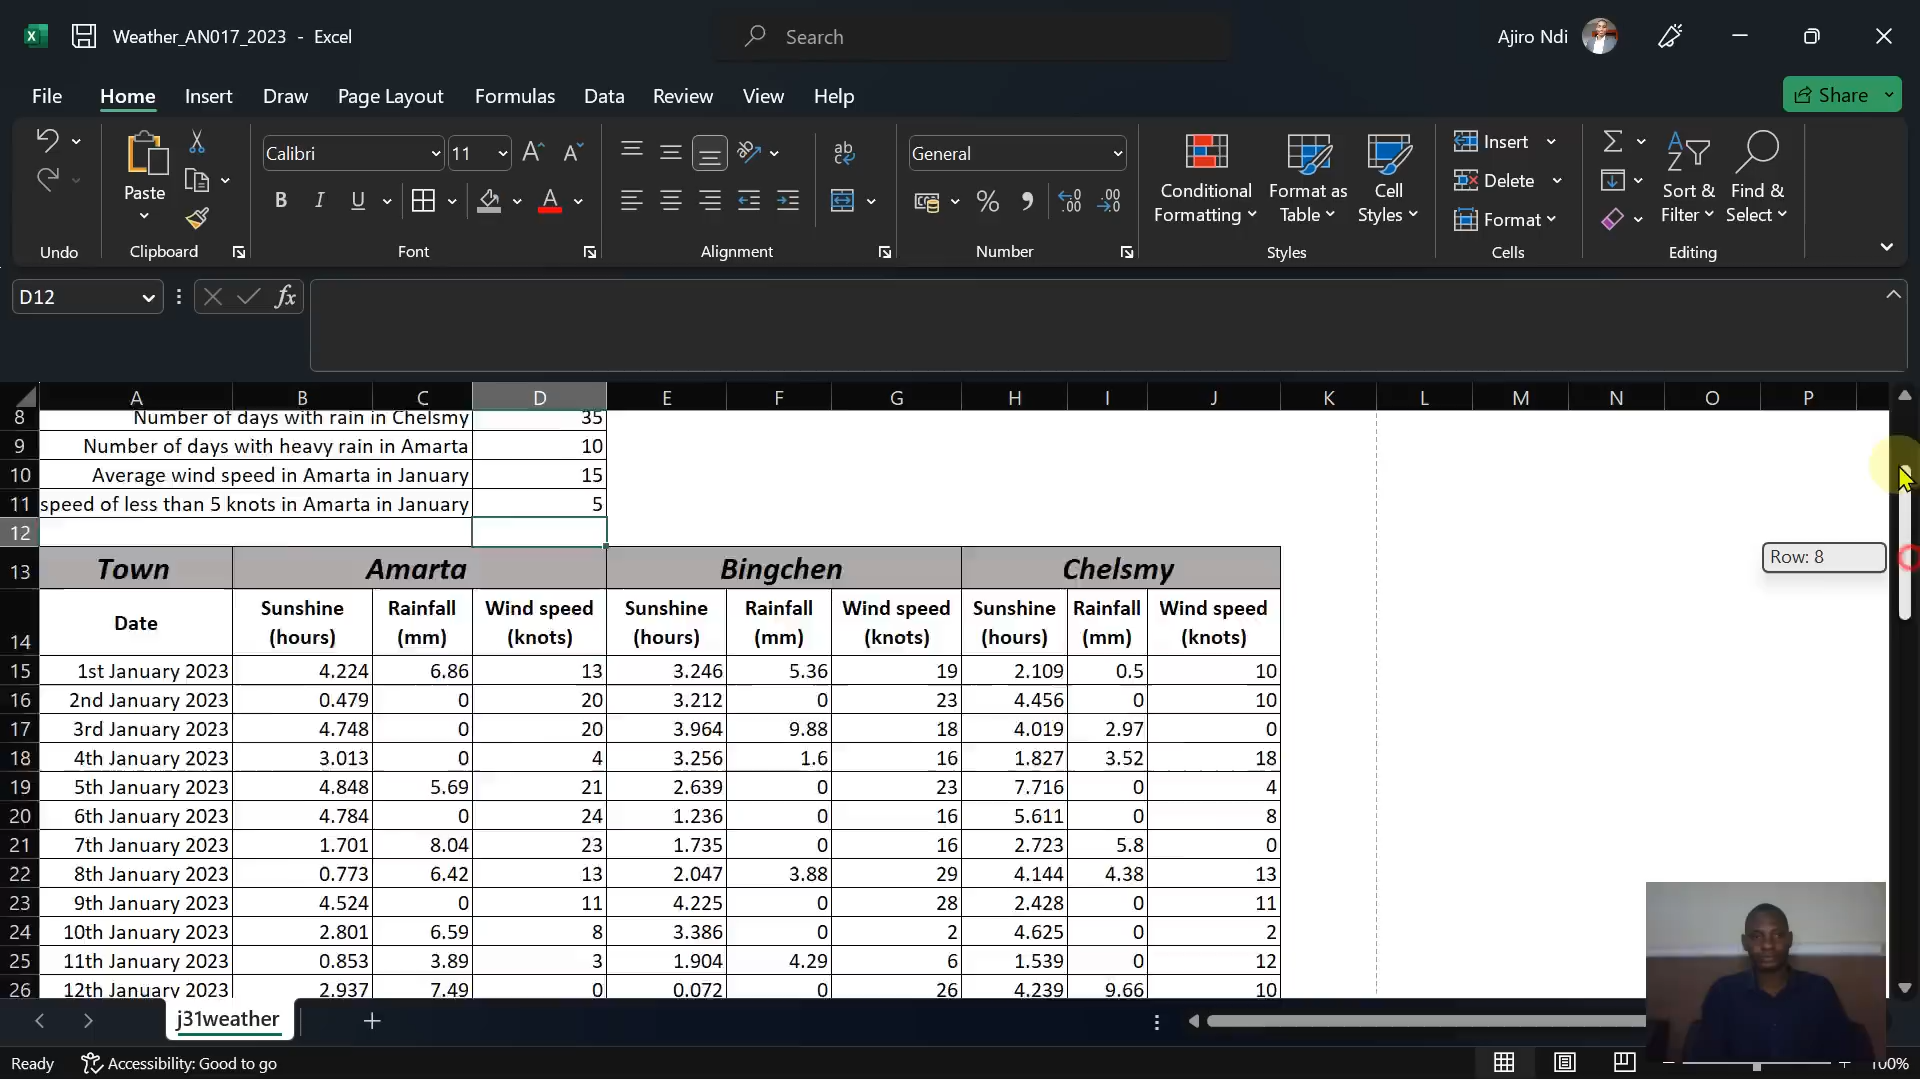 Weather_AN017_2023 - Excel
Search
Ajiro Ndi
File Home Insert Draw Page Layout Formulas Data Review View Help
Share
Paste
Calibri 11
B I U A
ab
General
Conditional Formatting
Format as Table
Cell Styles
Insert
Delete
Format
Sort & Filter
Find & Select
Undo Clipboard Font Alignment Number Styles Cells Editing
D12 fx
A B C D E F G H I J K L M N O P
8 Number of days with rain in Chelsmy 35
9 Number of days with heavy rain in Amarta 10
10 Average wind speed in Amarta in January 15
11 speed of less than 5 knots in Amarta in January 5
12
13 Town Amarta Bingchen Chelsmy
14 Date Sunshine (hours) Rainfall (mm) Wind speed (knots) Sunshine (hours) Rainfall (mm) Wind speed (knots) Sunshine (hours) Rainfall (mm) Wind speed (knots)
15 1st January 2023 4.224 6.86 13 3.246 5.36 19 2.109 0.5 10
16 2nd January 2023 0.479 0 20 3.212 0 23 4.456 0 10
17 3rd January 2023 4.748 0 20 3.964 9.88 18 4.019 2.97 0
18 4th January 2023 3.013 0 4 3.256 1.6 16 1.827 3.52 18
19 5th January 2023 4.848 5.69 21 2.639 0 23 7.716 0 4
20 6th January 2023 4.784 0 24 1.236 0 16 5.611 0 8
21 7th January 2023 1.701 8.04 23 1.735 0 16 2.723 5.8 0
22 8th January 2023 0.773 6.42 13 2.047 3.88 29 4.144 4.38 13
23 9th January 2023 4.524 0 11 4.225 0 28 2.428 0 11
24 10th January 2023 2.801 6.59 8 3.386 0 2 4.625 0 2
25 11th January 2023 0.853 3.89 3 1.904 4.29 6 1.539 0 12
26 12th January 2023 2.937 7.49 0 0.072 0 26 4.239 9.66 10
Row: 8
j31weather
Ready Accessibility: Good to go
100%